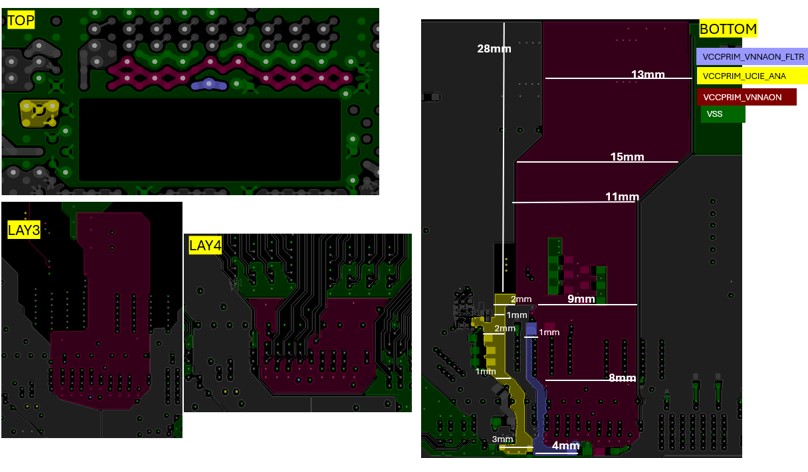 TOP
LAY3
LAY4
BOTTOM
VCCPRIM_VNNAON_FLTR
VCCPRIM_UCIE_ANA
VCCPRIM_VNNAON
VSS
28mm
13mm
15mm
11mm
2mm
9mm
1mm
2mm
1mm
1mm
8mm
3mm
4mm